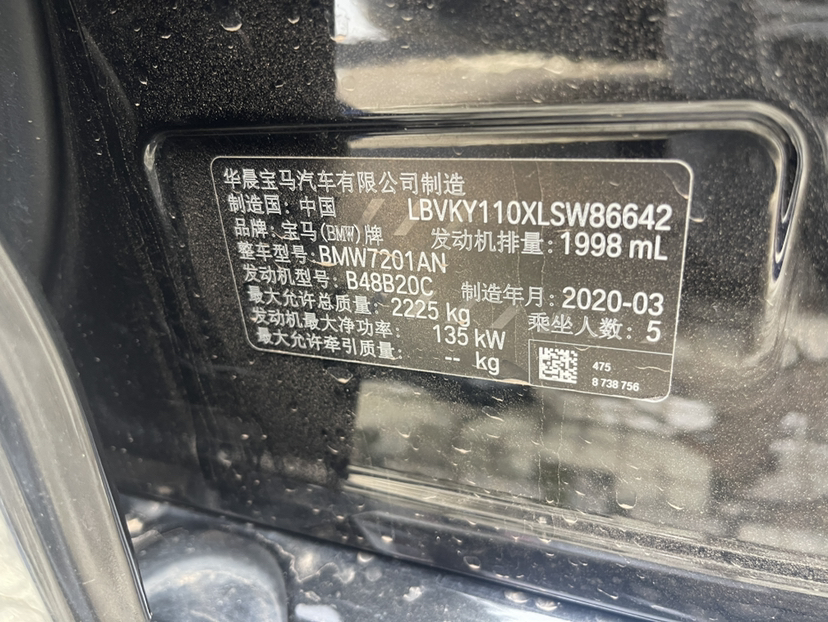 华晨宝马汽车有限公司制造
制造国: 中国 LBVKY110XLSW86642
品牌: 宝马(BMW)牌 发动机排量: 1998 mL
整车型号: BMW7201AN
发动机型号: B48B20C 制造年月: 2020-03
最大允许总质量: 2225 kg 乘坐人数: 5
发动机最大净功率: 135 kW
最大允许牵引质量: -- kg
475
8 738 756